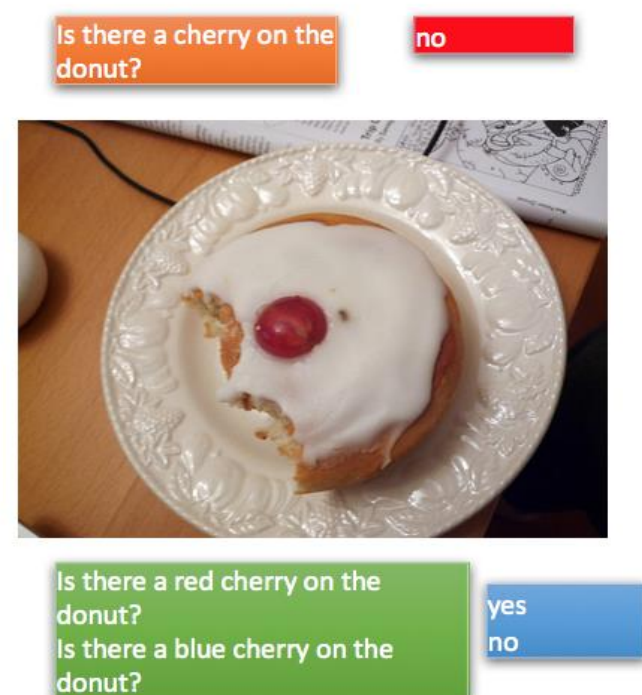 Is there a cherry on the
donut?
no
Is there a red cherry on the
donut?
Is there a blue cherry on the
donut?
yes
no